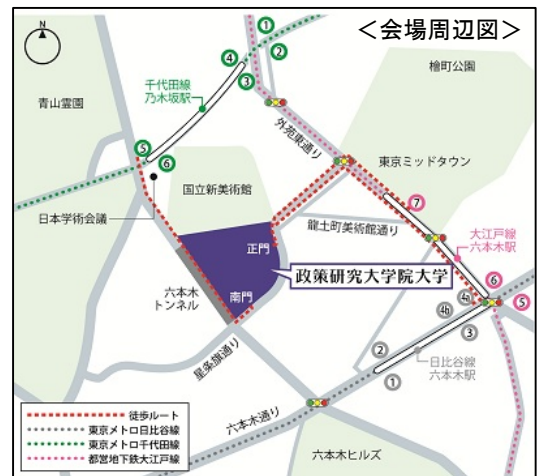 ＜会場周辺図＞
N
①
②
③
④
千代田線
乃木坂駅
檜町公園
青山霊園
外苑東通り
⑤
⑥
国立新美術館
東京ミッドタウン
日本学術会議
⑦
龍土町美術館通り
大江戸線
六本木駅
正門
政策研究大学院大学
六本木
トンネル
南門
⑥
4a
4b
⑤
③
星条旗通り
②
①
日比谷線
六本木駅
六本木通り
六本木ヒルズ
徒歩ルート
東京メトロ日比谷線
東京メトロ千代田線
都営地下鉄大江戸線